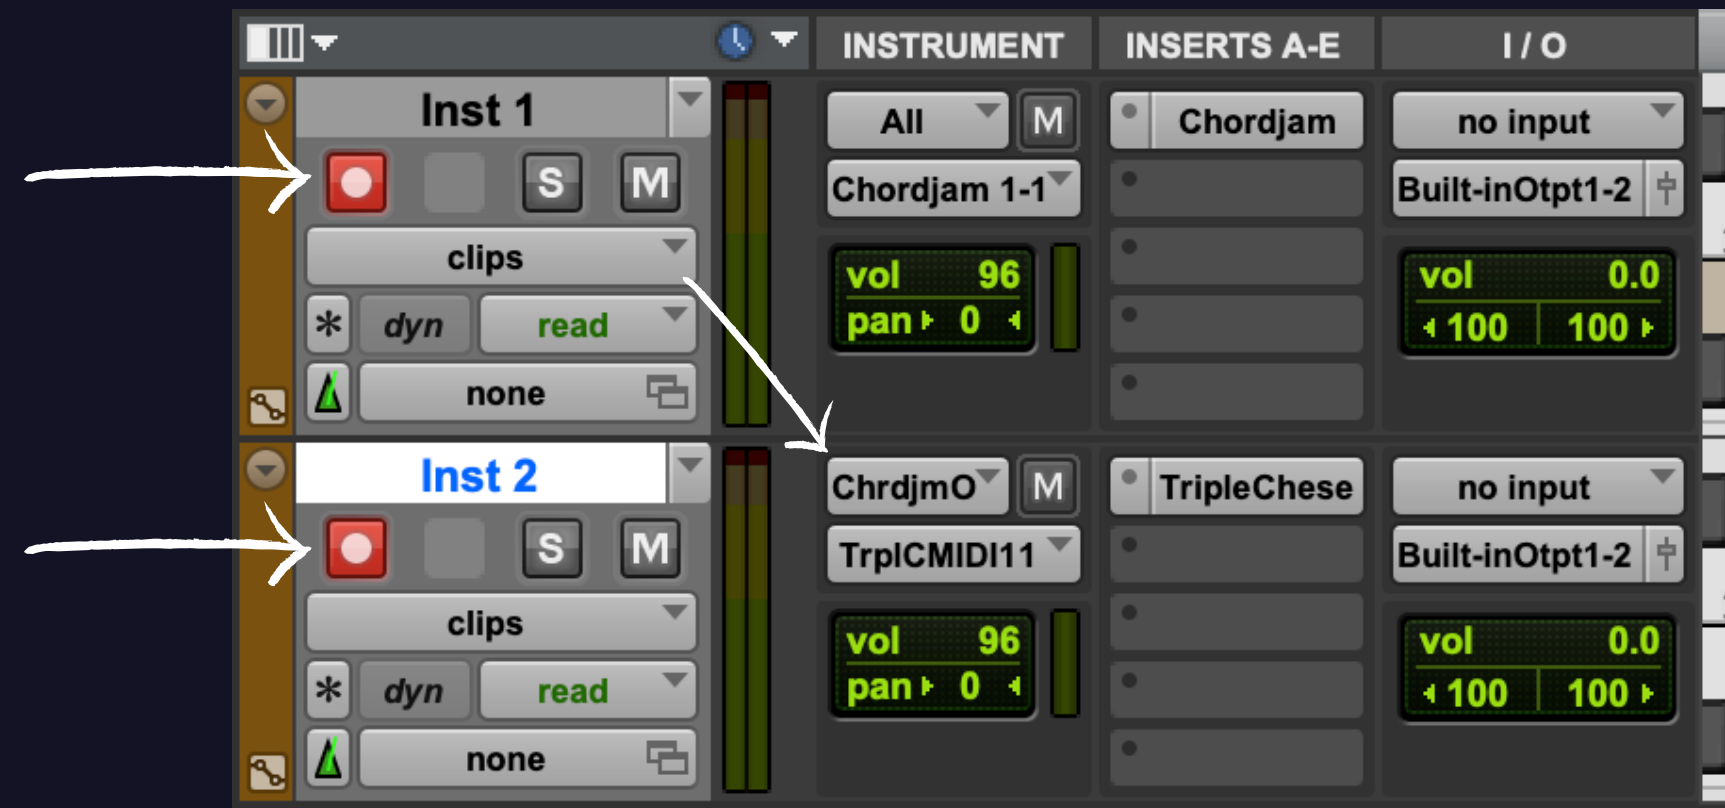 INSTRUMENT INSERTS A-E I / O
Inst 1
S M
clips
* dyn read
none
All M
Chordjam 1-1
vol 96
pan 0
Chordjam
no input
Built-inOtpt1-2
vol 0.0
100 100
Inst 2
S M
clips
* dyn read
none
ChrdjmO M
TrplCMIDI11
vol 96
pan 0
TripleChese
no input
Built-inOtpt1-2
vol 0.0
100 100